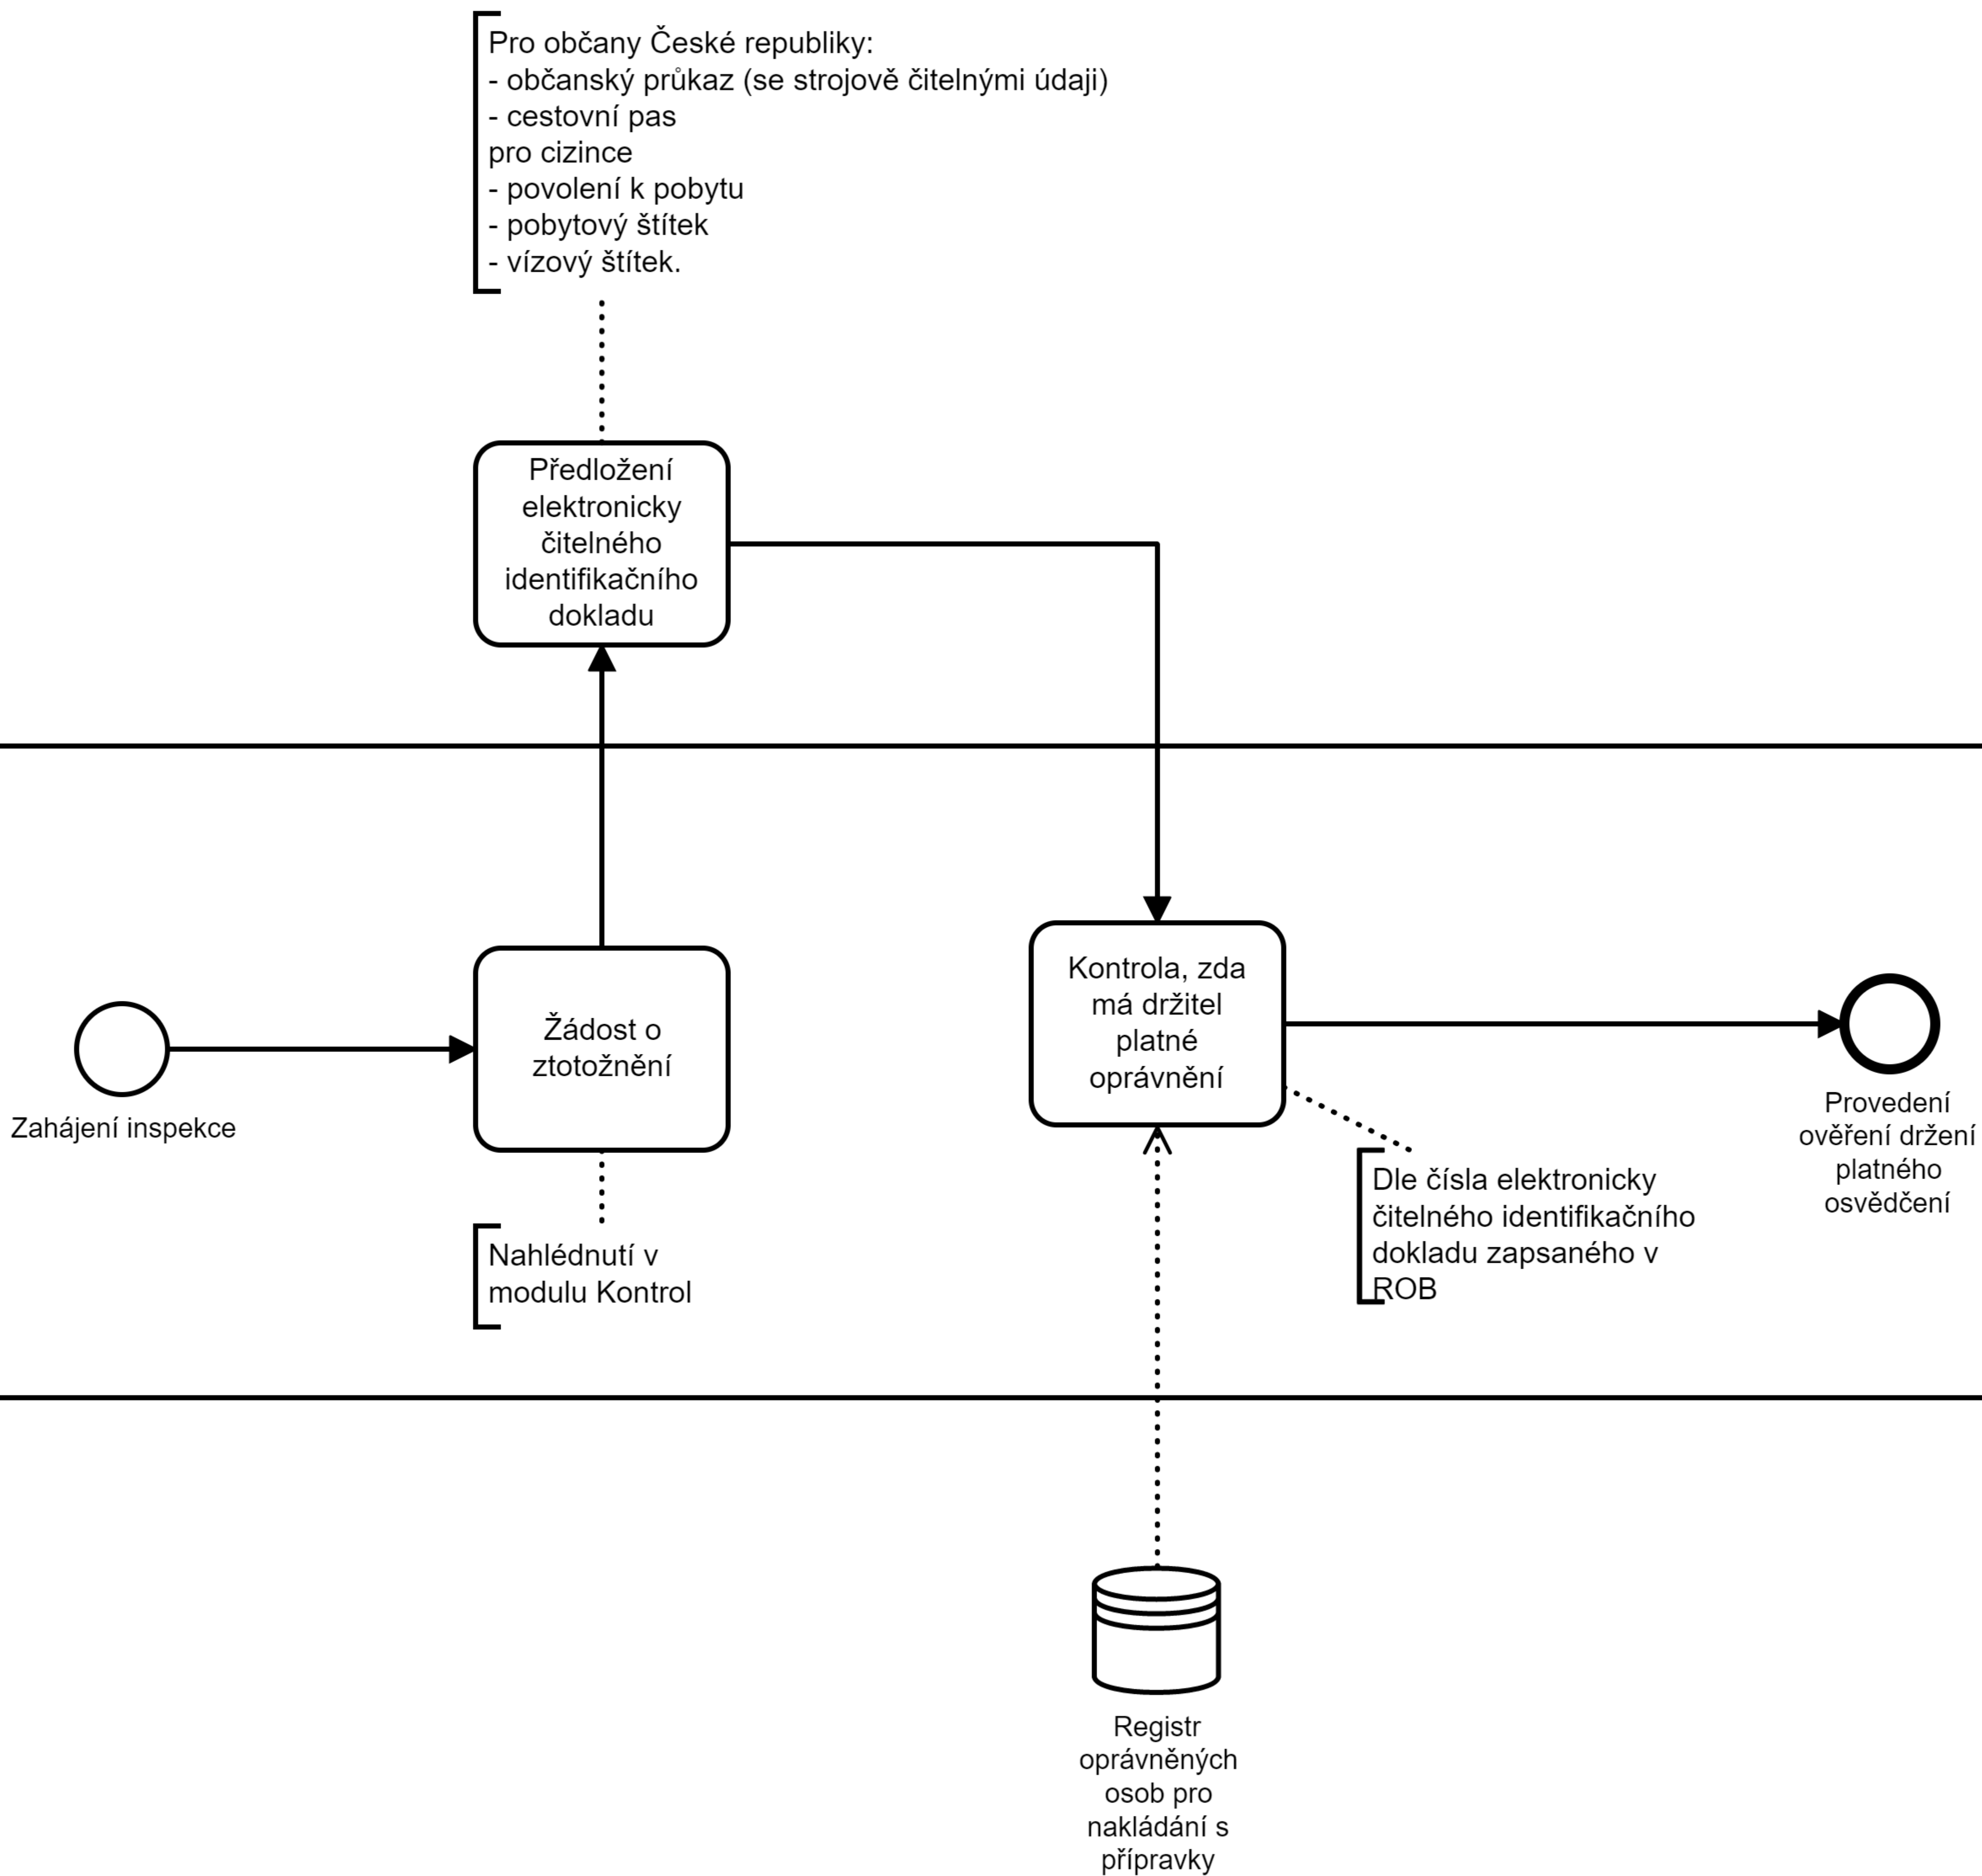 Pro občany České republiky:
- občanský průkaz (se strojově čitelnými údaji)
- cestovní pas
pro cizince
- povolení k pobytu
- pobytový štítek
- vízový štítek.
Předložení
elektronicky
čitelného
identifikačního
dokladu
Zahájení inspekce
Žádost o
ztotožnění
Nahlédnutí v
modulu Kontrol
Kontrola, zda
má držitel
platné
oprávnění
Dle čísla elektronicky
čitelného identifikačního
dokladu zapsaného v
ROB
Provedení
ověření držení
platného
osvědčení
Registr
oprávněných
osob pro
nakládání s
přípravky